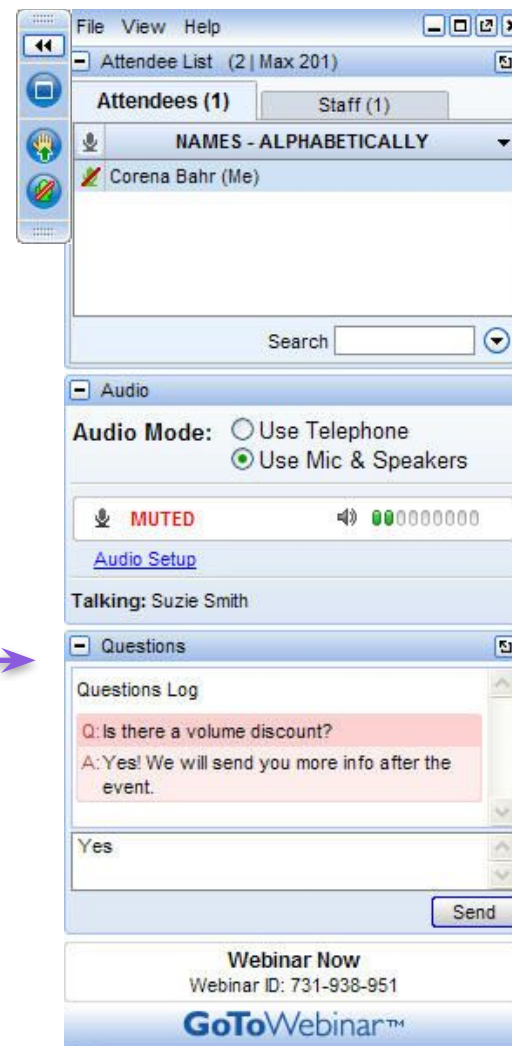 File View Help
Attendee List (2 | Max 201)
Attendees (1) Staff (1)
NAMES - ALPHABETICALLY
Corena Bahr (Me)
Search
Audio
Audio Mode: Use Telephone
Use Mic & Speakers
MUTED
Audio Setup
Talking: Suzie Smith
Questions
Questions Log
Q: Is there a volume discount?
A: Yes! We will send you more info after the
event.
Yes
Send
Webinar Now
Webinar ID: 731-938-951
GoToWebinar™